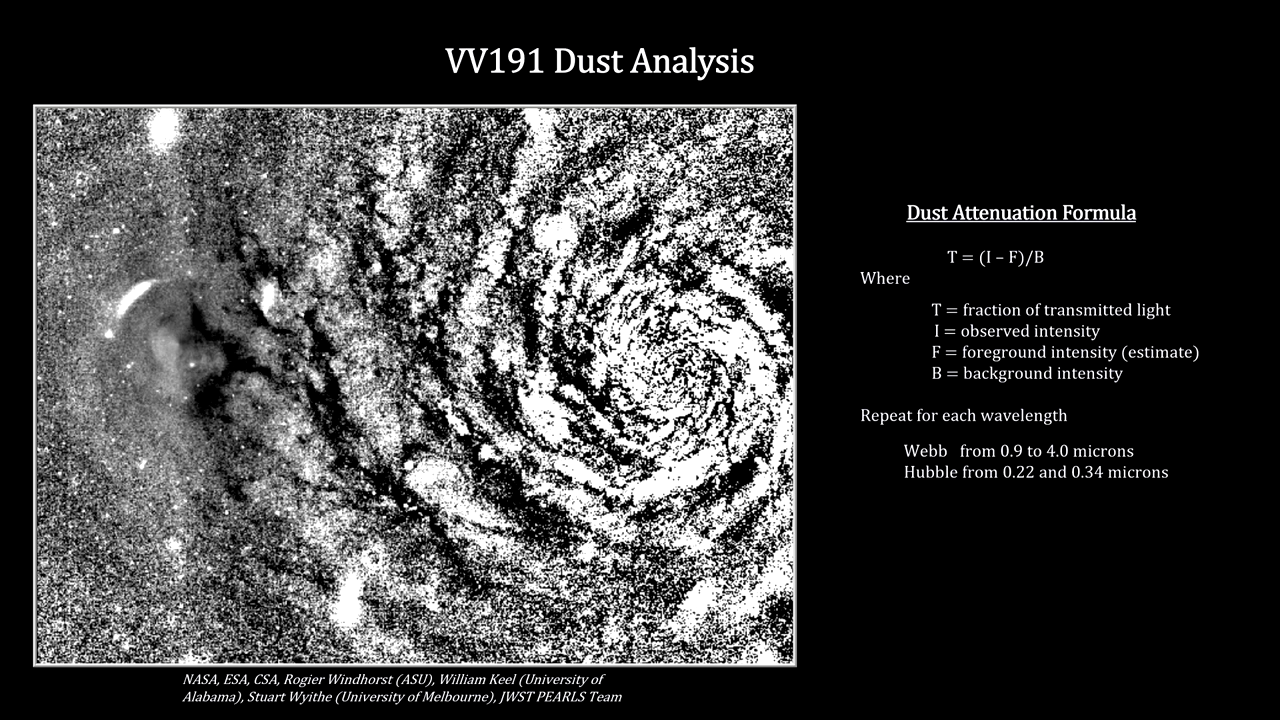 VV191 Dust Analysis
Dust Attenuation Formula
T = (I – F)/B
Where
T = fraction of transmitted light
I = observed intensity
F = foreground intensity (estimate)
B = background intensity
Repeat for each wavelength
Webb from 0.9 to 4.0 microns
Hubble from 0.22 and 0.34 microns
NASA, ESA, CSA, Rogier Windhorst (ASU), William Keel (University of
Alabama), Stuart Wyithe (University of Melbourne), JWST PEARLS Team